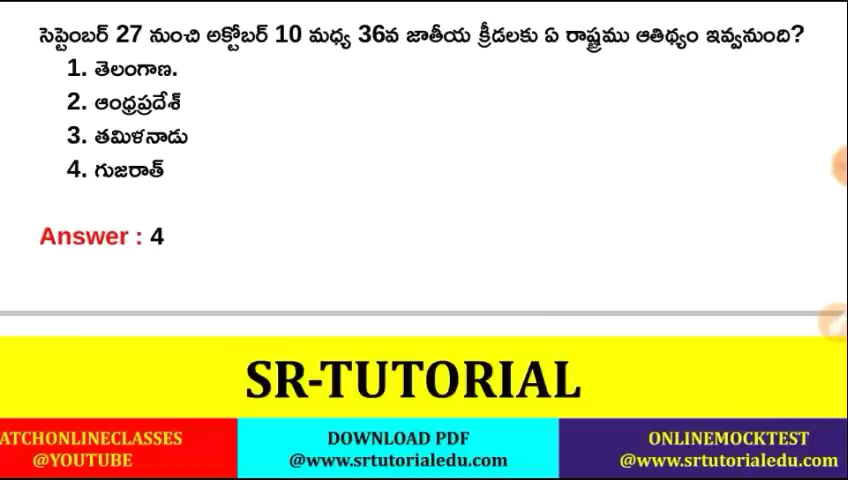 సెప్టెంబర్ 27 నుంచి అక్టోబర్ 10 మధ్య 36వ జాతీయ క్రీడలకు ఏ రాష్ట్రము ఆతిథ్యం ఇవ్వనుంది?
1. తెలంగాణ.
2. ఆంధ్రప్రదేశ్
3. తమిళనాడు
4. గుజరాత్
Answer : 4
SR-TUTORIAL
ATCHONLINECLASSES
@YOUTUBE
DOWNLOAD PDF
@www.srtutorialedu.com
ONLINEMOCKTEST
@www.srtutorialedu.com